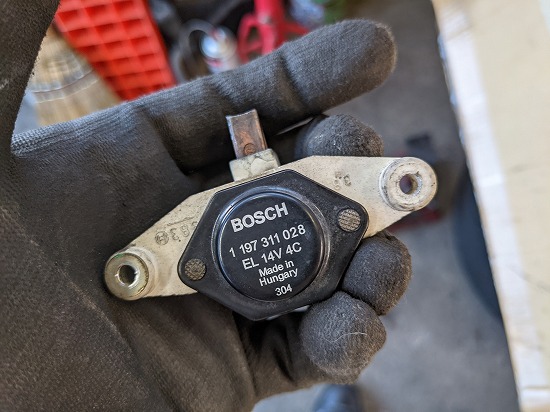 BOSCH
1 197 311 028
EL 14V 4C
Made in
Hungary
304